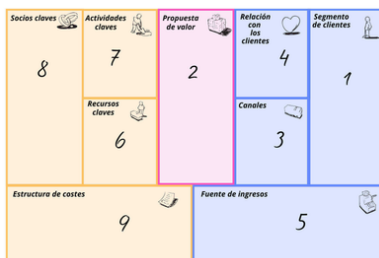 Socios claves
8
Actividades
claves
7
Recursos
claves
6
Propuesta
de valor
2
Relación
con
los
clientes
4
Canales
3
Segmento
de clientes
1
Estructura de costes
9
Fuente de ingresos
5